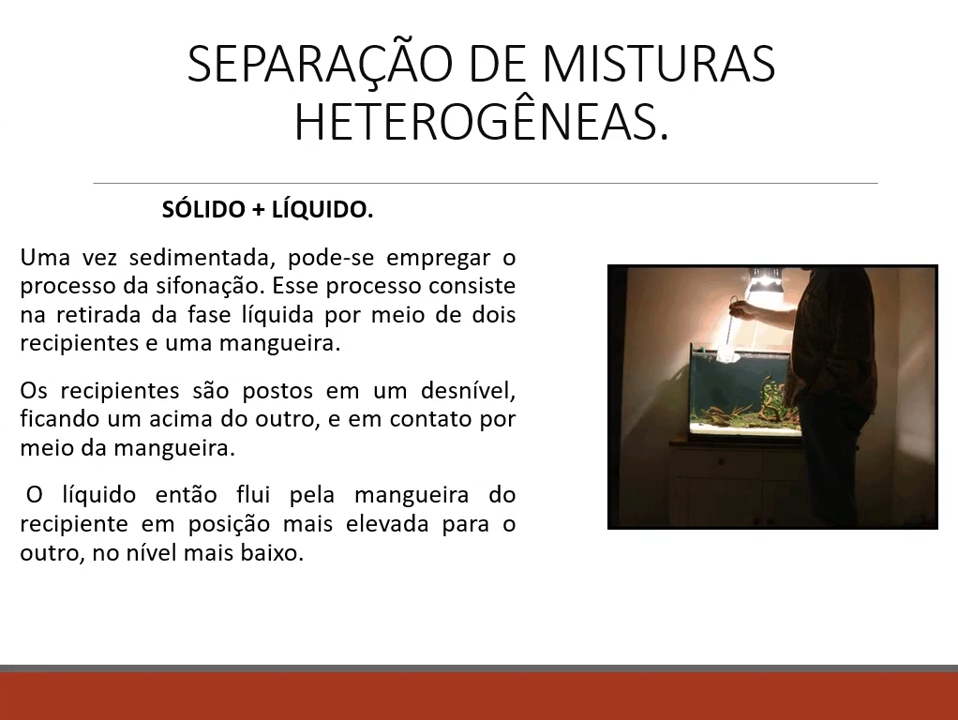 SEPARAÇÃO DE MISTURAS
HETEROGÊNEAS.
SÓLIDO + LÍQUIDO.
Uma vez sedimentada, pode-se empregar o
processo da sifonação. Esse processo consiste
na retirada da fase líquida por meio de dois
recipientes e uma mangueira.
Os recipientes são postos em um desnível,
ficando um acima do outro, e em contato por
meio da mangueira.
O líquido então flui pela mangueira do
recipiente em posição mais elevada para o
outro, no nível mais baixo.